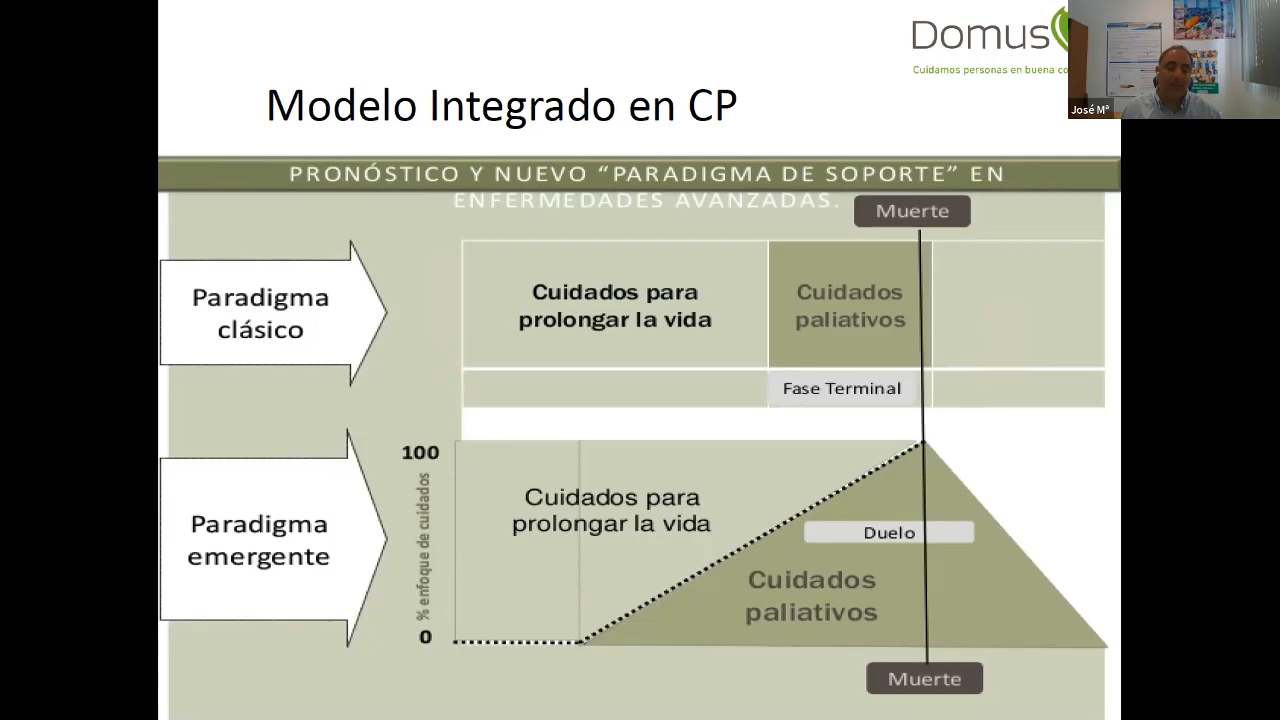 Domus
Cuidamos personas en buena
José Mª
Modelo Integrado en CP
PRONÓSTICO Y NUEVO “PARADIGMA DE SOPORTE” EN
ENFERMEDADES AVANZADAS.
Muerte
Paradigma
clásico
Cuidados para
prolongar la vida
Cuidados
paliativos
Fase Terminal
Paradigma
emergente
100
% enfoque de cuidados
0
Cuidados para
prolongar la vida
Duelo
Cuidados
paliativos
Muerte